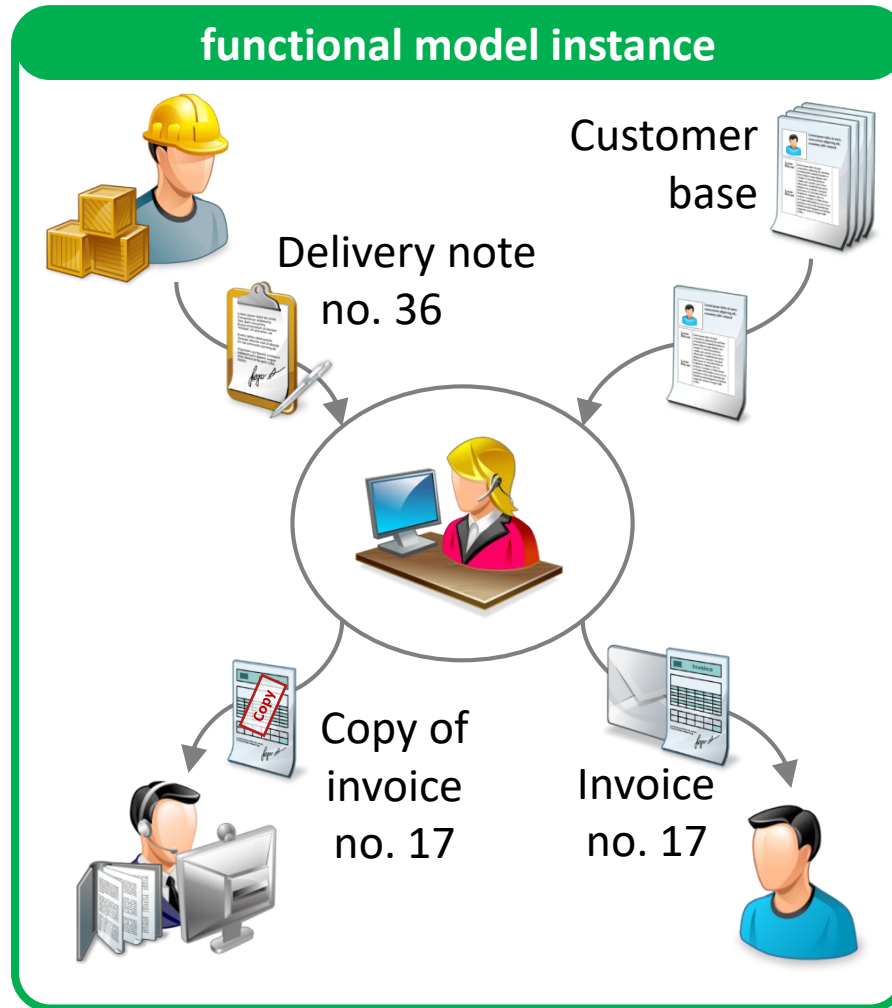 functional model instance
Customer
base
Delivery note
no. 36
Copy
Invoice
Copy of
invoice
no. 17
Invoice
no. 17